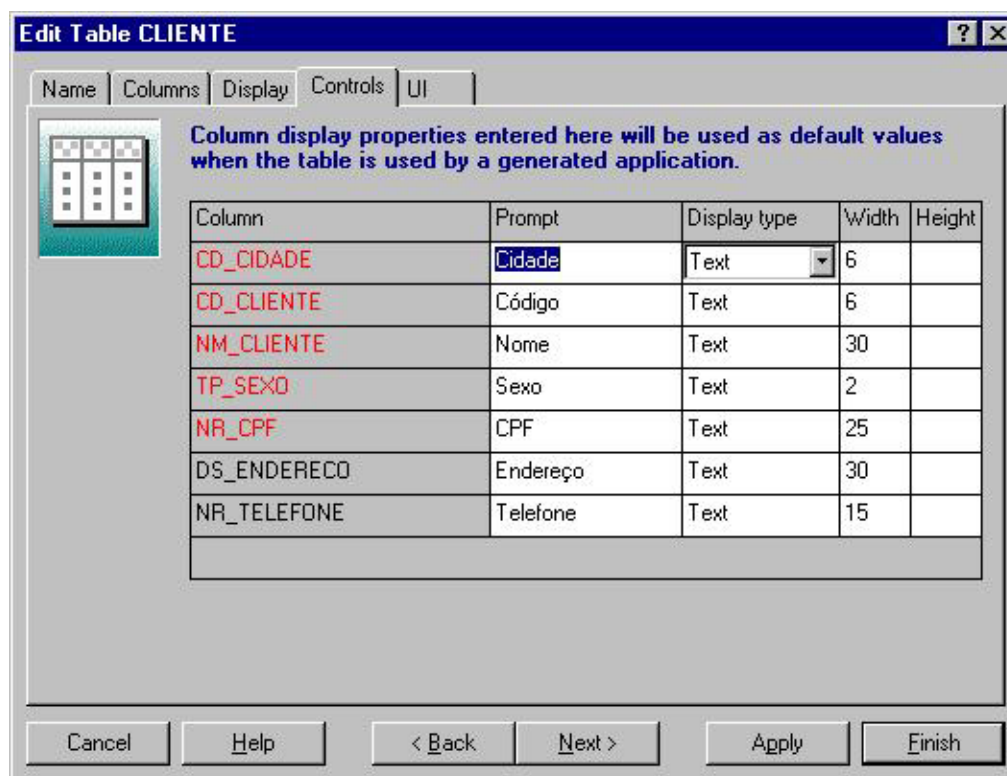 Edit Table CLIENTE
Name Columns Display Controls UI
Column display properties entered here will be used as default values
when the table is used by a generated application.
Column Prompt Display type Width Height
CD_CIDADE Cidade Text 6
CD_CLIENTE Código Text 6
NM_CLIENTE Nome Text 30
TP_SEXO Sexo Text 2
NR_CPF CPF Text 25
DS_ENDERECO Endereço Text 30
NR_TELEFONE Telefone Text 15
Cancel Help < Back Next > Apply Finish